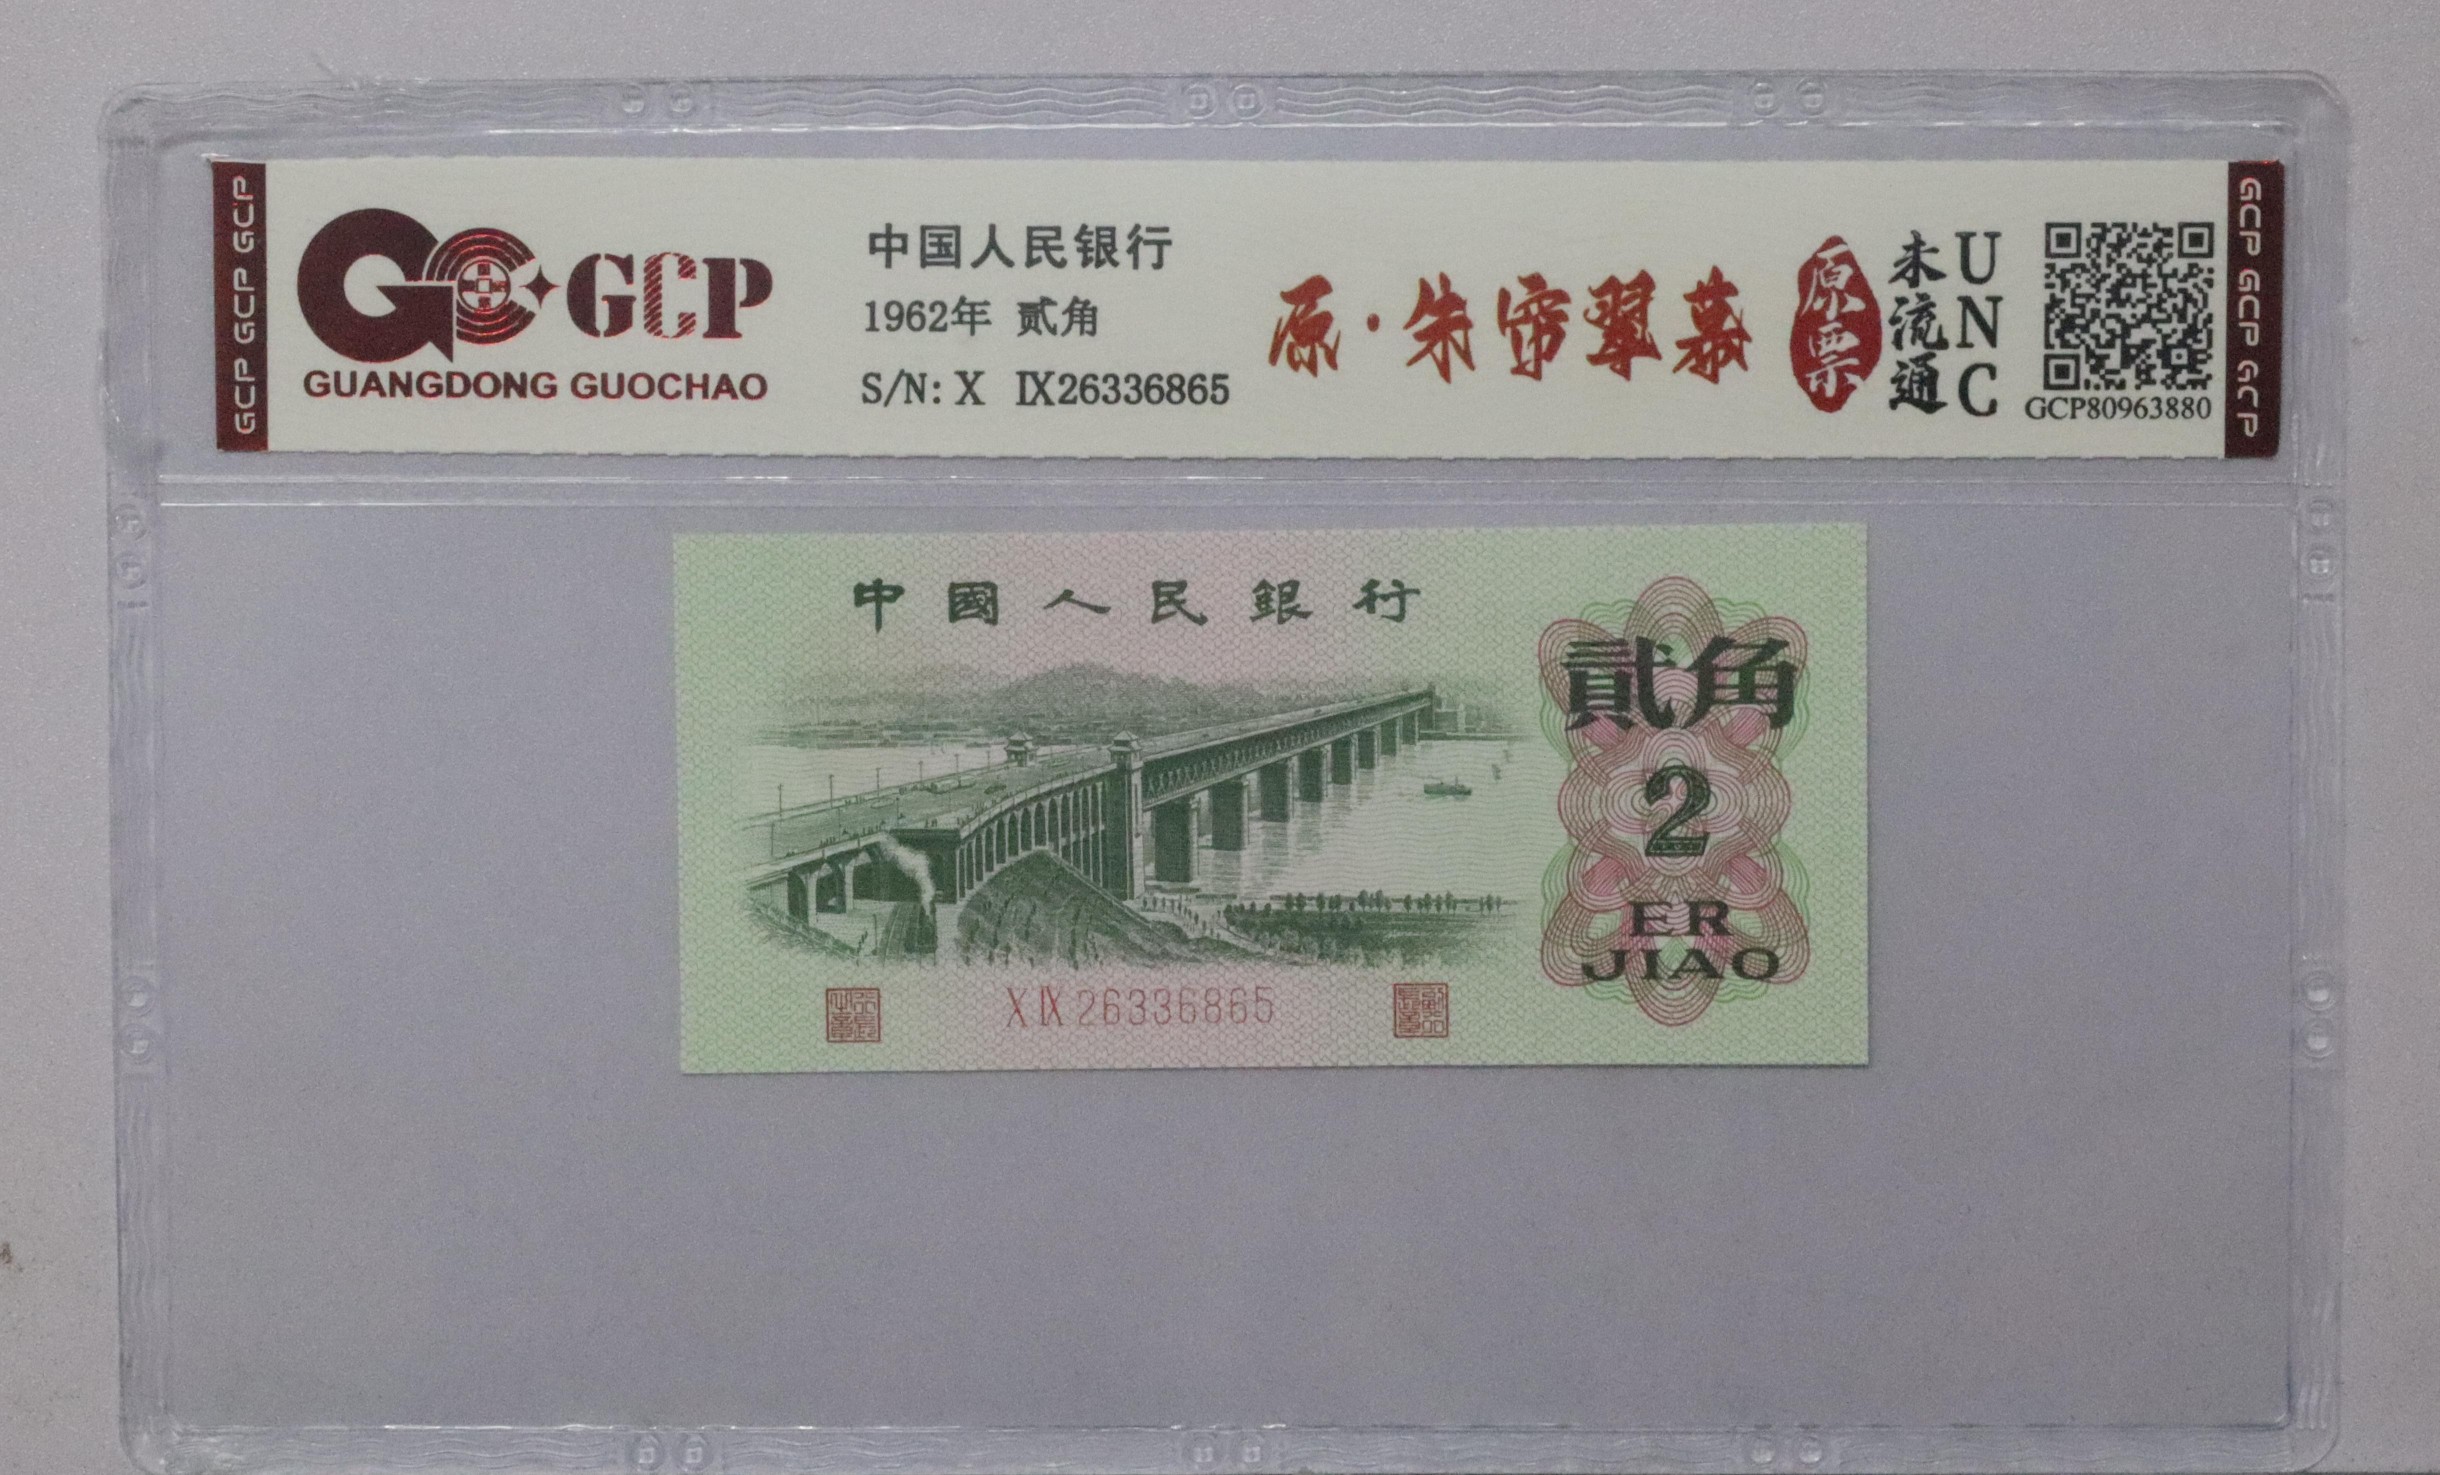 GCP GCP GCP
GCP
GUANGDONG GUOCHAO
中国人民银行
1962年 贰角
S/N: X IX26336865
原·朱帘翠幕
原票
未流通
UNC
GCP80963880
GCP GCP GCP
中國人民銀行
貳角
2
ER
JIAO
X IX 26336865